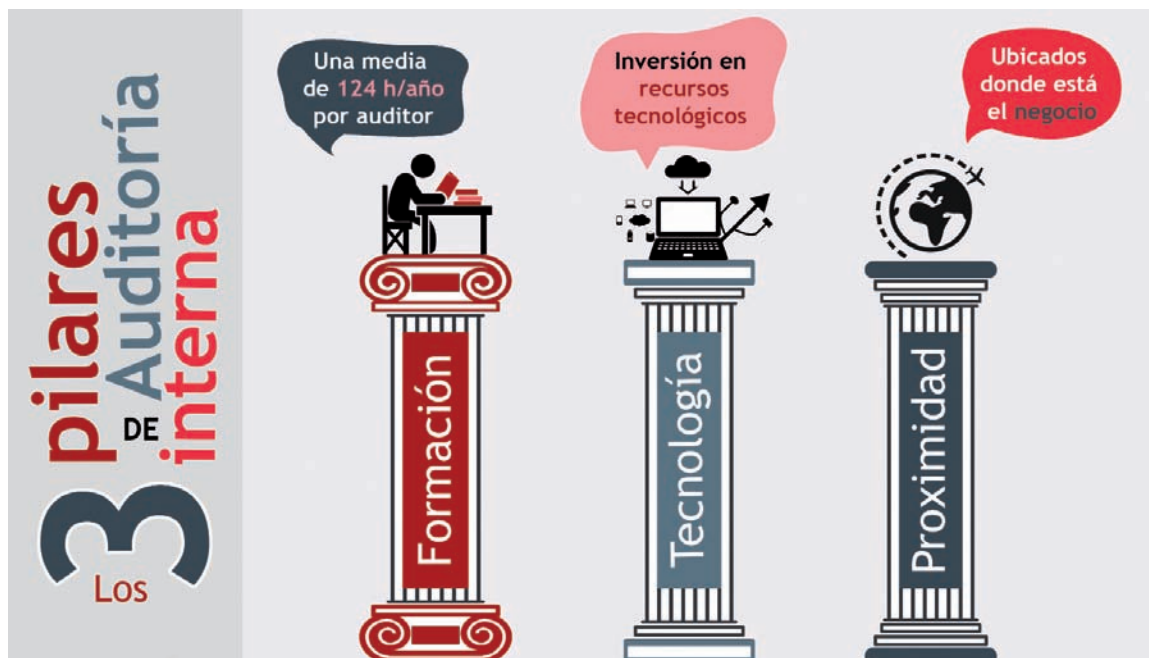 Los
3
pilares
DE Auditoría
interna
Una media
de 124 h/año
por auditor
Formación
Inversión en
recursos
tecnológicos
Tecnología
Ubicados
donde está
el negocio
Proximidad